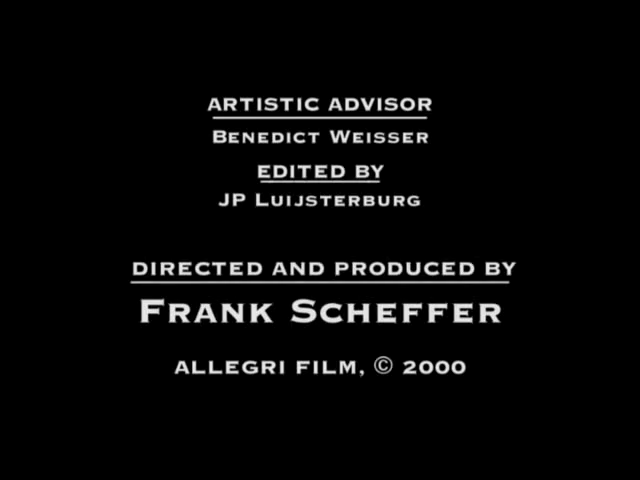 ARTISTIC ADVISOR
BENEDICT WEISSER
EDITED BY
JP LUIJSTERBURG
DIRECTED AND PRODUCED BY
FRANK SCHEFFER
ALLEGRI FILM, © 2000